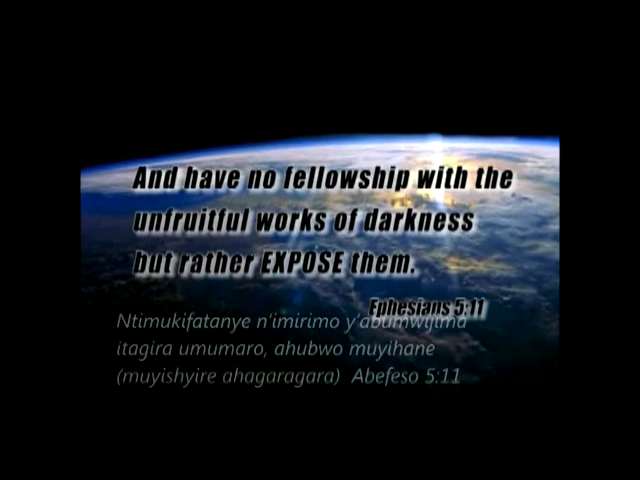 And have no fellowship with the
unfruitful works of darkness
but rather EXPOSE them.
Ephesians 5:11
Ntimukifatanye n'imirimo y'abumwijima
itagira umumaro, ahubwo muyihane
(muyishyire ahagaragara) Abefeso 5:11